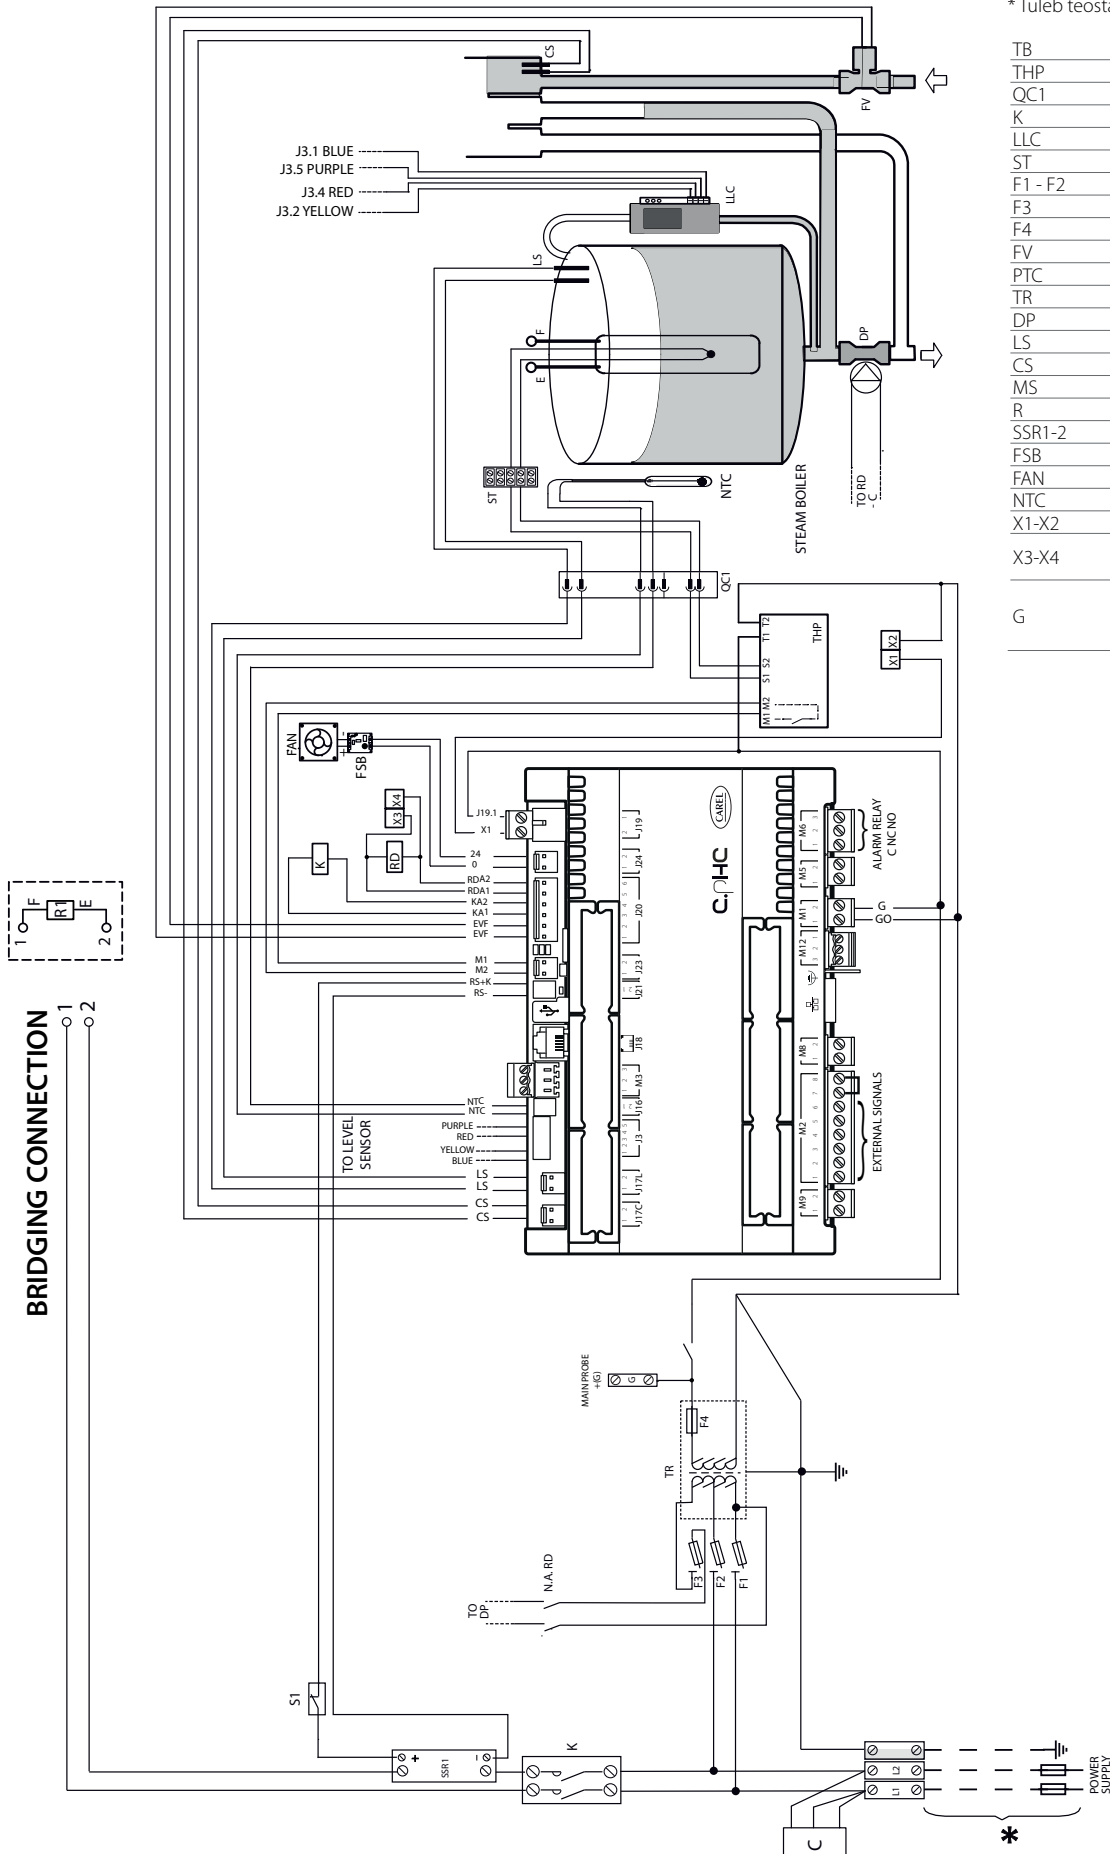 * Tuleb teosta
TB
THP
QC1
K
LLC
ST
F1 - F2
F3
F4
FV
PTC
TR
DP
LS
CS
MS
R
SSR1-2
FSB
FAN
NTC
X1-X2
X3-X4
G
CS
FV
J3.1 BLUE
J3.5 PURPLE
J3.4 RED
J3.2 YELLOW
LLC
LS
F
E
DP
ST
NTC
STEAM BOILER
TO RD
- C
QC1
T1 T2
S1 S2
M1 M2
THP
X1 X2
FAN
- +
FSB
X3 X4
K
RD
J19.1
X1
24
0
RDA2
RDA1
KA2
KA1
EVF
EVF
M1
M2
RS+K
RS-
NTC
NTC
PURPLE
RED
YELLOW
BLUE
TO LEVEL
SENSOR
LS
LS
CS
CS
J19
J24
J20
J23
J21
J18
M3
J16
J3
J17L
J17C
CAREL
c.pHC
M6
M5
M1
M12
M8
M2
M9
ALARM RELAY
C NC NO
G
GO
EXTERNAL SIGNALS
1 F R1 E 2
BRIDGING CONNECTION
1
2
MAIN PROBE
+(G)
G
F4
TR
F3
F2
F1
N.A. RD
TO
DP
S1
+ -
SSR1
K
L2
L1
C
POWER
SUPPLY
*